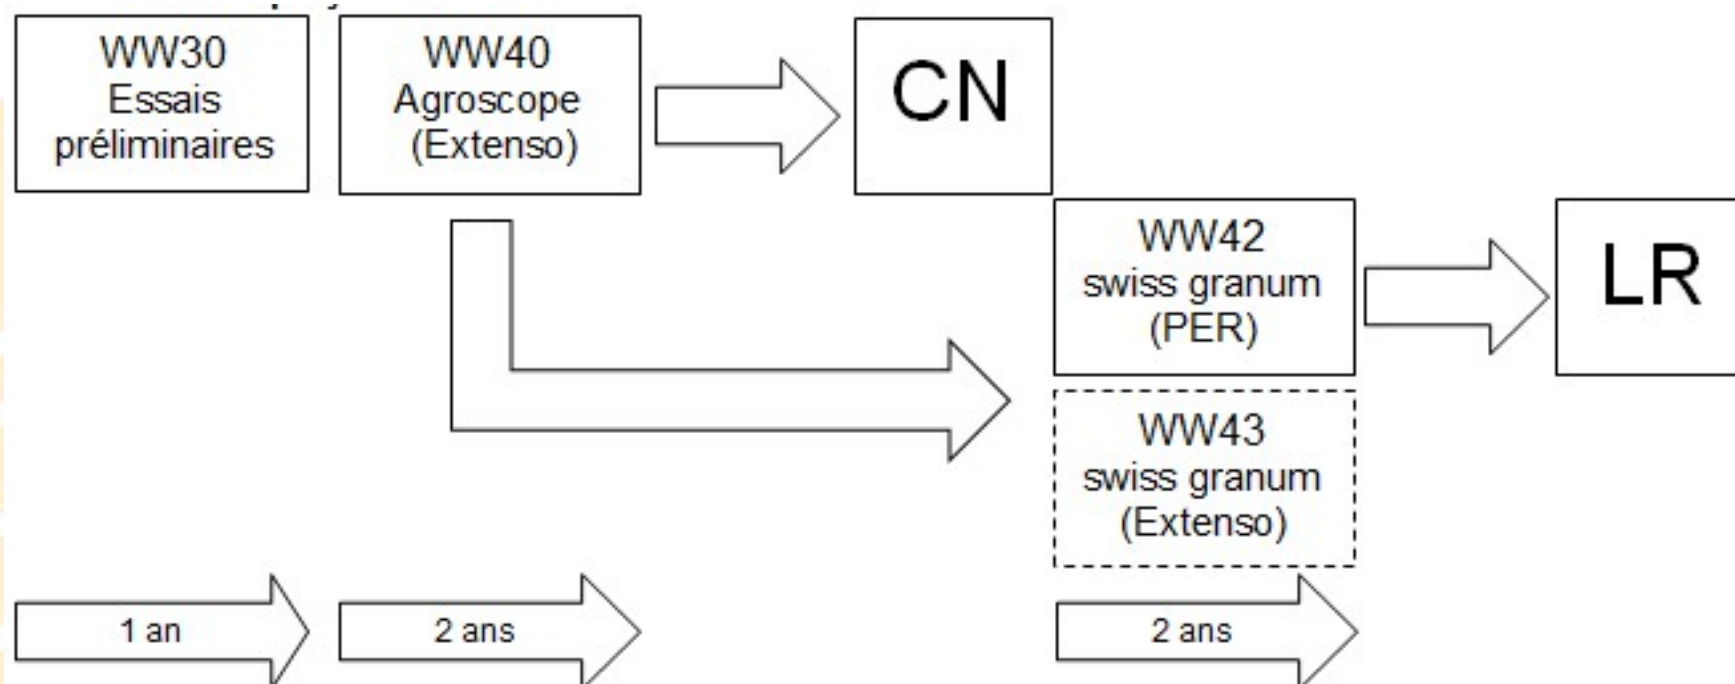 WW30
Essais
préliminaires
WW40
Agroscope
(Extenso)
CN
WW42
swiss granum
(PER)
LR
WW43
swiss granum
(Extenso)
1 an
2 ans
2 ans